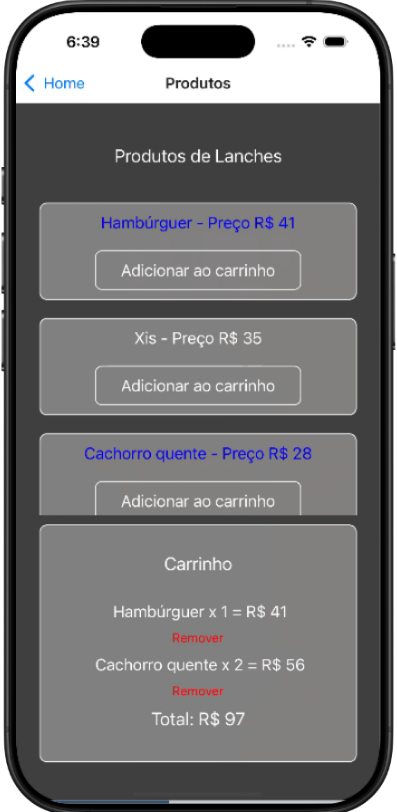 6:39
Home
Produtos
Produtos de Lanches
Hambúrguer - Preço R$ 41
Adicionar ao carrinho
Xis - Preço R$ 35
Adicionar ao carrinho
Cachorro quente - Preço R$ 28
Adicionar ao carrinho
Carrinho
Hambúrguer x 1 = R$ 41
Remover
Cachorro quente x 2 = R$ 56
Remover
Total: R$ 97